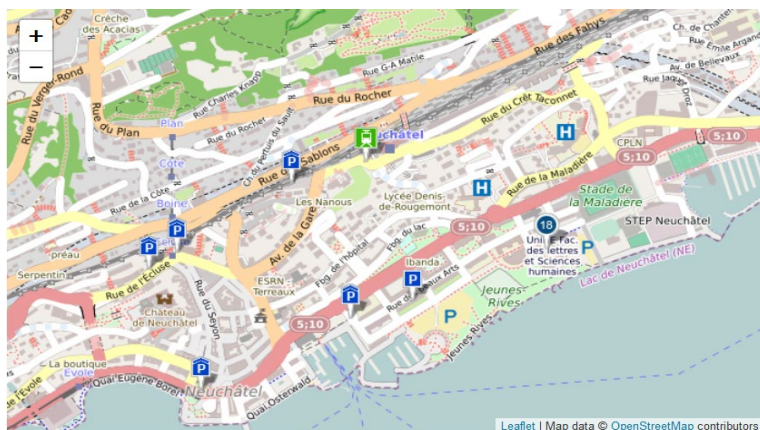 Crèche
des Acacias
Ch. de Chantem
Rue Emile Argand
Av. de Bellevaux
Rue Jaquet Droz
Rue des Fahys
Rue G-A Matile
+
−
Rue du Verger-Rond
Rue Charles Knapp
Rue du Rocher
Rue du Plan
Plan
Rue du Rocher
Ch. du Pertuis du Sault
Neuchâtel
Rue du Crêt Taconnet
H
CPLN
5;10
Côte
P
Rue des Sablons
Rue de la Côte
Boine
Les Nanous
Lycée Denis-
de-Rougemont
H
Rue de la Maladière
Stade de
la Maladière
STEP Neuchâtel
P
P
préau
Serpentin
Av. de la Gare
Fbg. de l'hôpital
Fbg. du lac
5;10
18
Uni
E Fac.
des lettres
et Sciences
humaines
P
Lac de Neuchâtel (NE)
Rue de l'Écluse
ESRN -
Terreaux
Ibanda
P
Rue des Beaux Arts
Jeunes-
Rives
Château
de Neuchâtel
Rue du Seyon
P
5;10
P
Jeunes Rives
La boutique
Evole
P
Rue de l'Evole
Quai Eugène Borel
Neuchâtel
Quai Osterwald
Leaflet | Map data © OpenStreetMap contributors